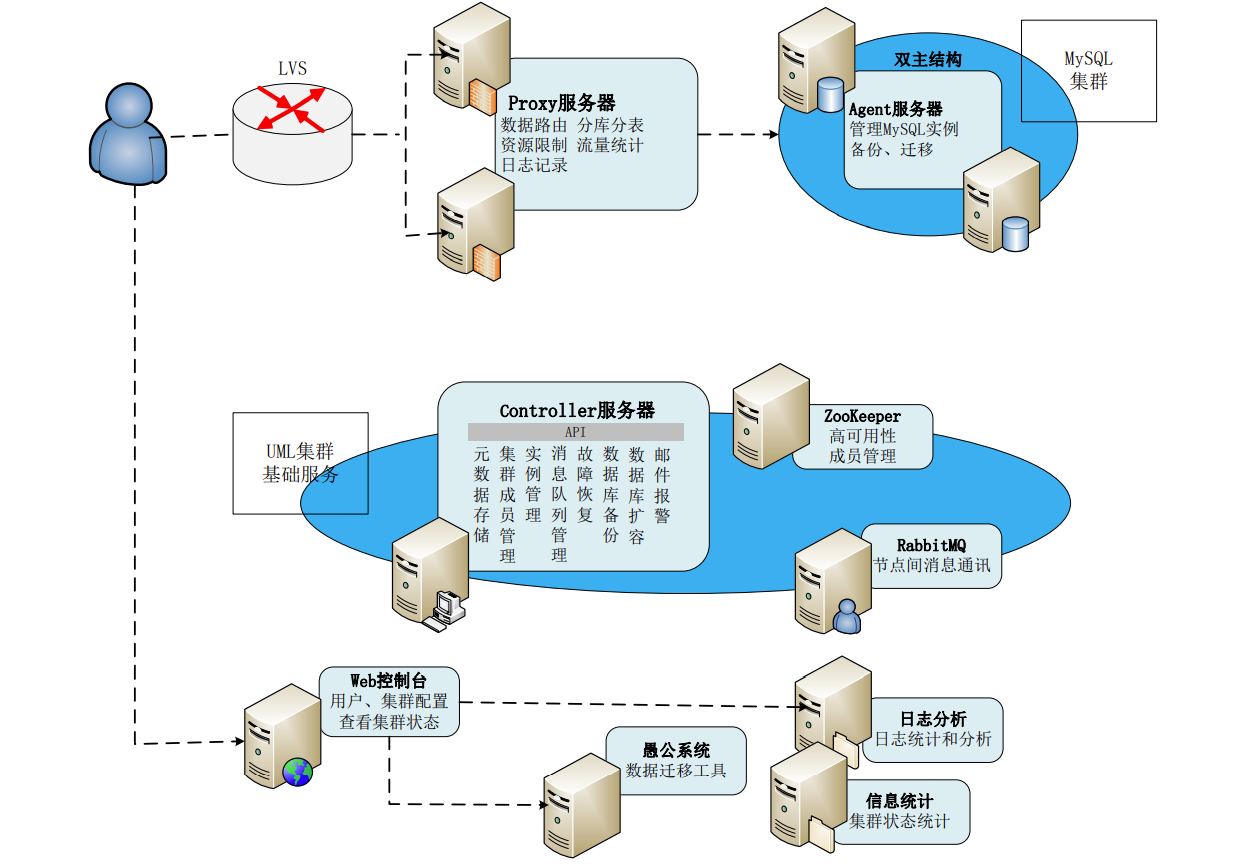 LVS
Proxy服务器
数据路由 分库分表
资源限制 流量统计
日志记录
双主结构
Agent服务器
管理MySQL实例
备份、迁移
MySQL
集群
UML集群
基础服务
Controller服务器
API
元数据存储
集群成员管理
实例管理
消息队列管理
故障恢复
数据库备份
数据库扩容
邮件报警
ZooKeeper
高可用性
成员管理
RabbitMQ
节点间消息通讯
Web控制台
用户、集群配置
查看集群状态
愚公系统
数据迁移工具
日志分析
日志统计和分析
信息统计
集群状态统计